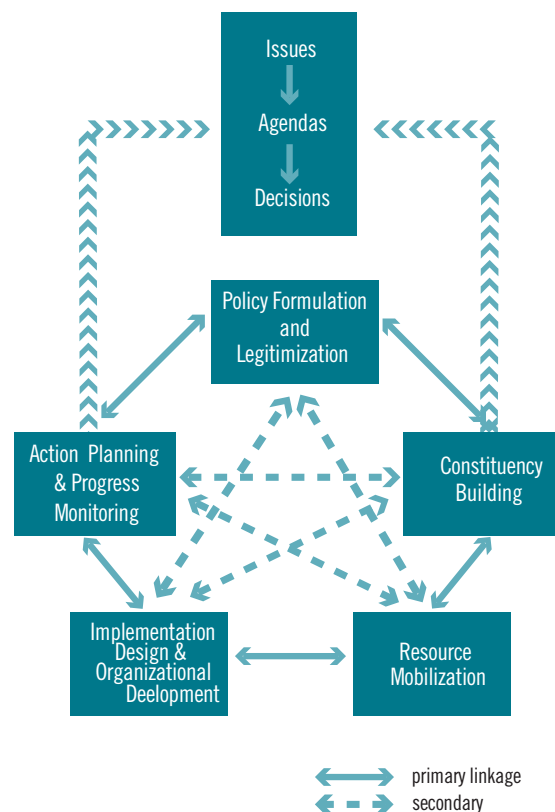 Issues
Agendas
Decisions
Policy Formulation
and
Legitimization
Action Planning
& Progress
Monitoring
Constituency
Building
Implementation
Design &
Organizational
Deelopment
Resource
Mobilization
primary linkage
secondary